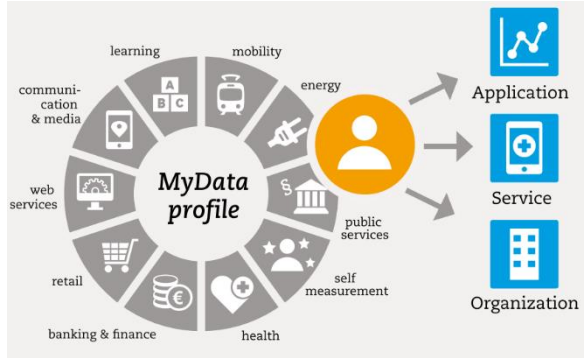 learning
mobility
communi-
cation
& media
energy
A
B C
§
MyData
profile
web
services
public
services
retail
self
measurement
€
banking & finance
health
Application
Service
Organization